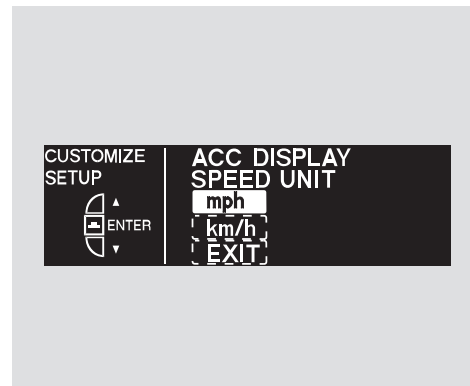 CUSTOMIZE
SETUP
ENTER
ACC DISPLAY
SPEED UNIT
mph
km/h
EXIT